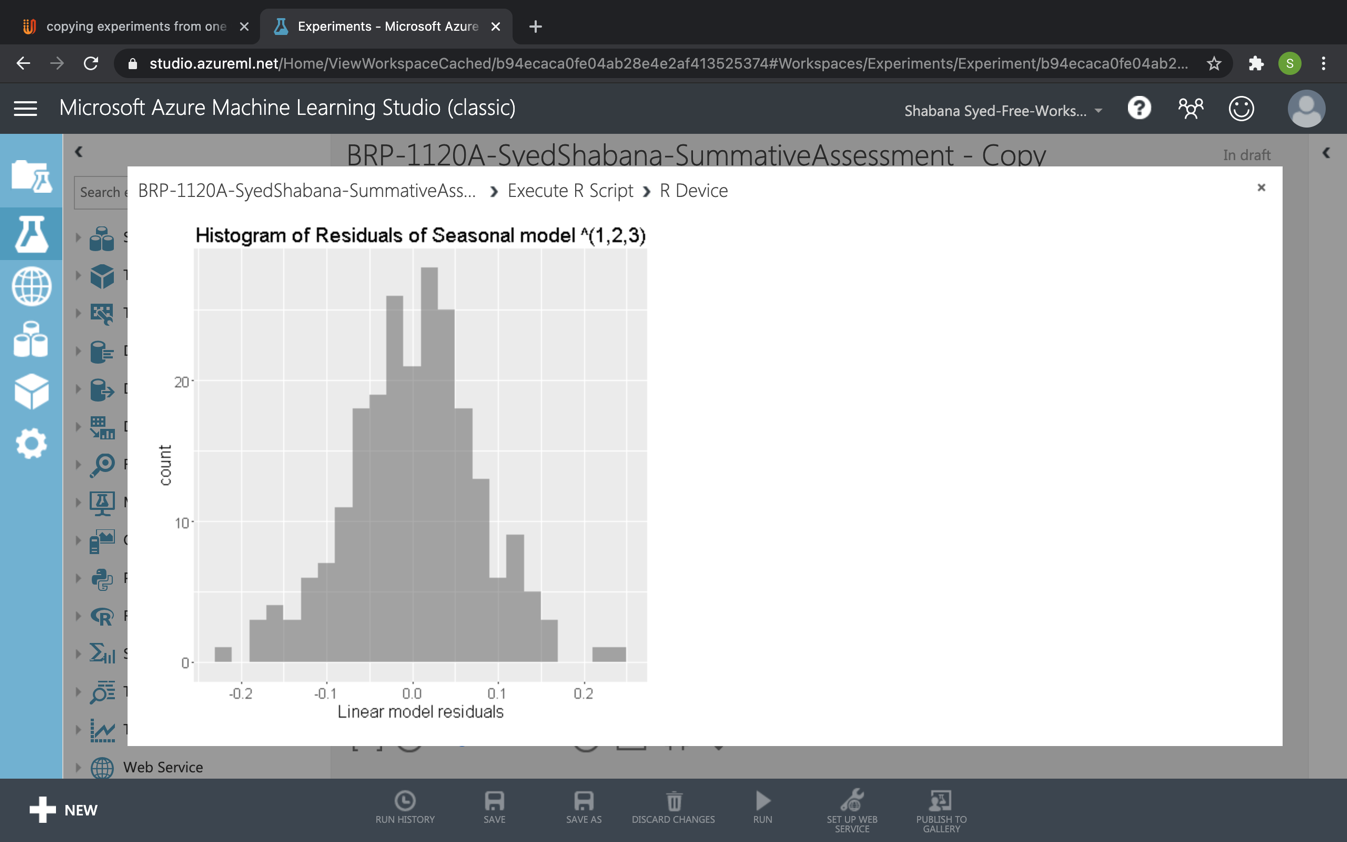 copying experiments from one
Experiments - Microsoft Azure
studio.azureml.net/Home/ViewWorkspaceCached/b94ecaca0fe04ab28e4e2af413525374#Workspaces/Experiments/Experiment/b94ecaca0fe04ab2...
S
Microsoft Azure Machine Learning Studio (classic)
Shabana Syed-Free-Works...
BRP-1120A-SyedShabana-SummativeAssessment - Copy
In draft
Search e
BRP-1120A-SyedShabana-SummativeAss... > Execute R Script > R Device
Histogram of Residuals of Seasonal model ^(1,2,3)
count
20
10
0
-0.2 -0.1 0.0 0.1 0.2
Linear model residuals
Web Service
NEW
RUN HISTORY
SAVE
SAVE AS
DISCARD CHANGES
RUN
SET UP WEB
SERVICE
PUBLISH TO
GALLERY